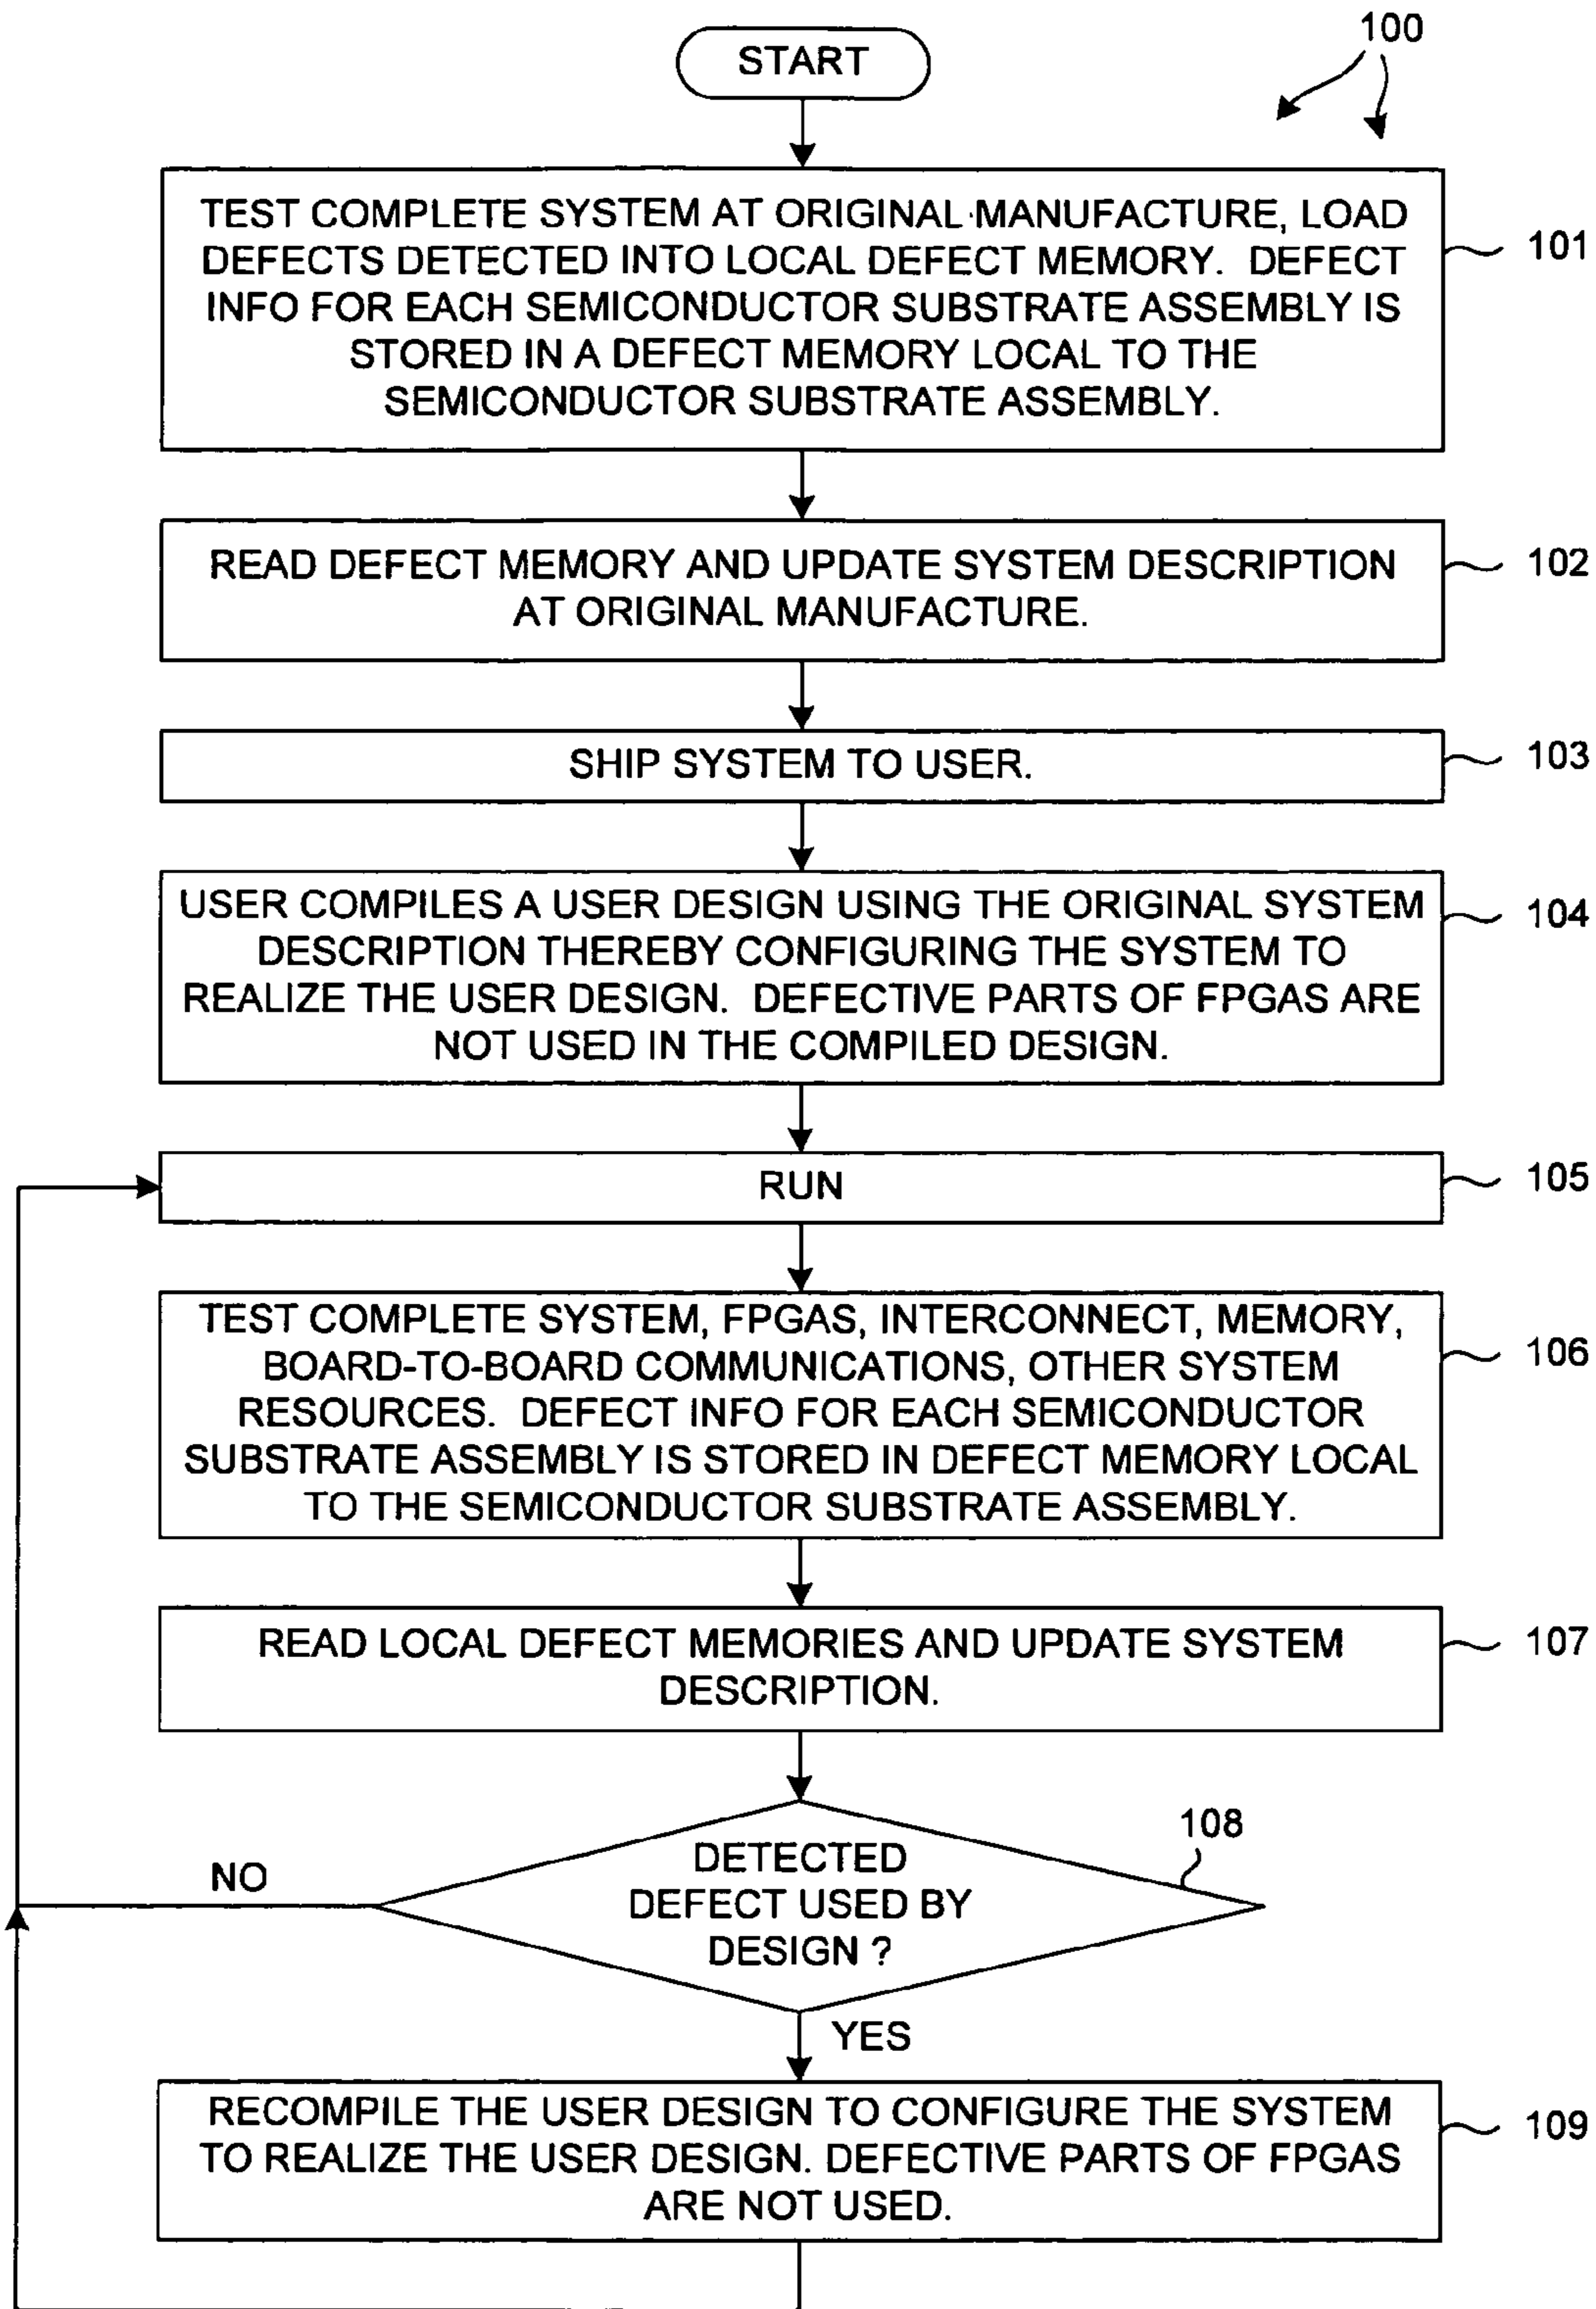 100
START
TEST COMPLETE SYSTEM AT ORIGINAL MANUFACTURE, LOAD
DEFECTS DETECTED INTO LOCAL DEFECT MEMORY. DEFECT
INFO FOR EACH SEMICONDUCTOR SUBSTRATE ASSEMBLY IS
STORED IN A DEFECT MEMORY LOCAL TO THE
SEMICONDUCTOR SUBSTRATE ASSEMBLY.
101
READ DEFECT MEMORY AND UPDATE SYSTEM DESCRIPTION
AT ORIGINAL MANUFACTURE.
102
SHIP SYSTEM TO USER.
103
USER COMPILES A USER DESIGN USING THE ORIGINAL SYSTEM
DESCRIPTION THEREBY CONFIGURING THE SYSTEM TO
REALIZE THE USER DESIGN. DEFECTIVE PARTS OF FPGAS ARE
NOT USED IN THE COMPILED DESIGN.
104
RUN
105
TEST COMPLETE SYSTEM, FPGAS, INTERCONNECT, MEMORY,
BOARD-TO-BOARD COMMUNICATIONS, OTHER SYSTEM
RESOURCES. DEFECT INFO FOR EACH SEMICONDUCTOR
SUBSTRATE ASSEMBLY IS STORED IN DEFECT MEMORY LOCAL
TO THE SEMICONDUCTOR SUBSTRATE ASSEMBLY.
106
READ LOCAL DEFECT MEMORIES AND UPDATE SYSTEM
DESCRIPTION.
107
108
DETECTED
DEFECT USED BY
DESIGN ?
NO
YES
RECOMPILE THE USER DESIGN TO CONFIGURE THE SYSTEM
TO REALIZE THE USER DESIGN. DEFECTIVE PARTS OF FPGAS
ARE NOT USED.
109